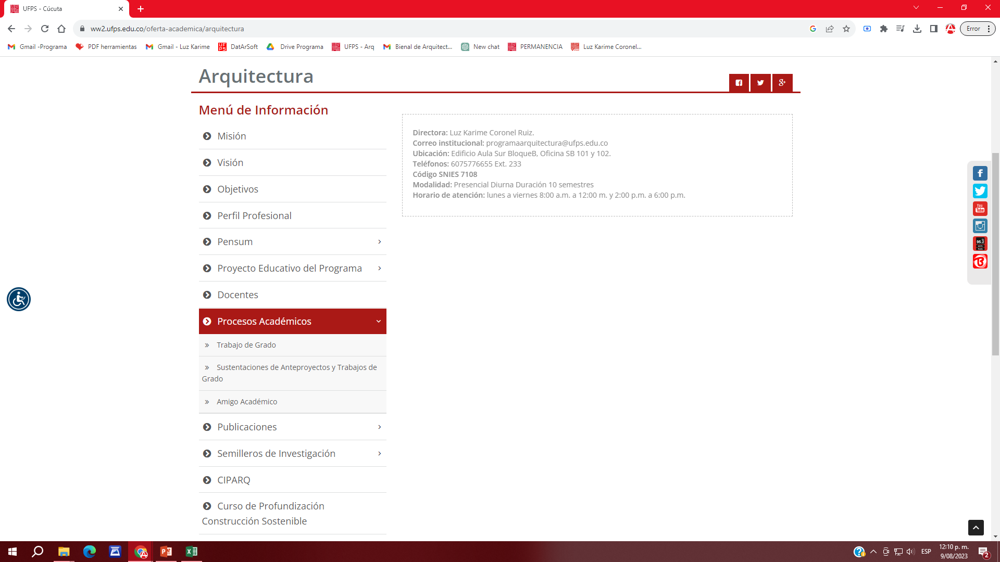 UFPS - Cúcuta
ww2.ufps.edu.co/oferta-academica/arquitectura
Error
Gmail -Programa
PDF herramientas
Gmail - Luz Karime
DatArSoft
Drive Programa
UFPS - Arq
Bienal de Arquitect...
New chat
PERMANENCIA
Luz Karime Coronel...
Arquitectura
Menú de Información
Misión
Visión
Objetivos
Perfil Profesional
Pensum
Proyecto Educativo del Programa
Docentes
Procesos Académicos
Trabajo de Grado
Sustentaciones de Anteproyectos y Trabajos de
Grado
Amigo Académico
Publicaciones
Semilleros de Investigación
CIPARQ
Curso de Profundización
Construcción Sostenible
Directora: Luz Karime Coronel Ruiz.
Correo institucional: programaarquitectura@ufps.edu.co
Ubicación: Edificio Aula Sur BloqueB, Oficina SB 101 y 102.
Teléfonos: 6075776655 Ext. 233
Código SNIES 7108
Modalidad: Presencial Diurna Duración 10 semestres
Horario de atención: lunes a viernes 8:00 a.m. a 12:00 m. y 2:00 p.m. a 6:00 p.m.
You
Tube
95.2
ESP
12:10 p. m.
9/08/2023
2